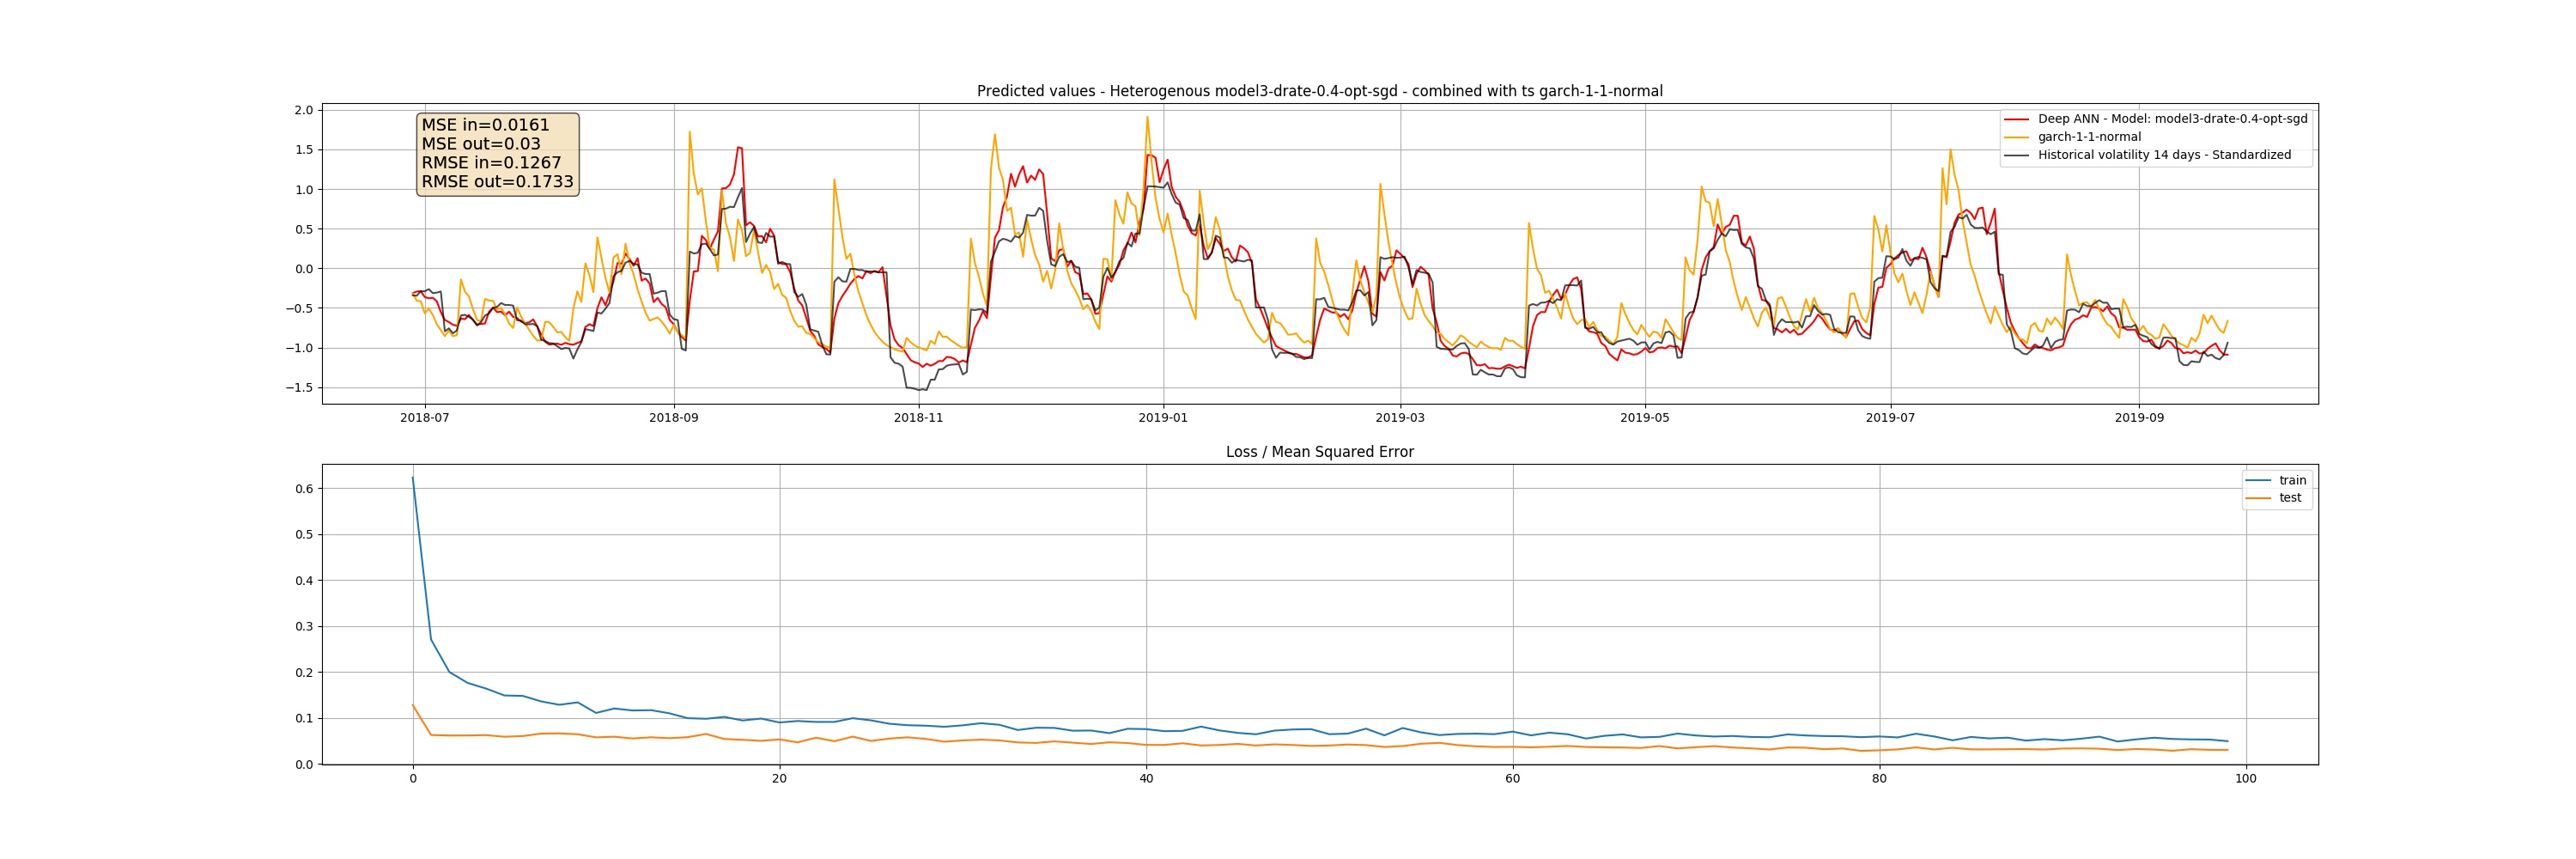 Predicted values - Heterogenous model3-drate-0.4-opt-sgd - combined with ts garch-1-1-normal
2.0
1.5
1.0
0.5
0.0
−0.5
−1.0
−1.5
MSE in=0.0161
MSE out=0.03
RMSE in=0.1267
RMSE out=0.1733
Deep ANN - Model: model3-drate-0.4-opt-sgd
garch-1-1-normal
Historical volatility 14 days - Standardized
2018-07 2018-09 2018-11 2019-01 2019-03 2019-05 2019-07 2019-09
Loss / Mean Squared Error
0.6
0.5
0.4
0.3
0.2
0.1
0.0
train
test
0 20 40 60 80 100